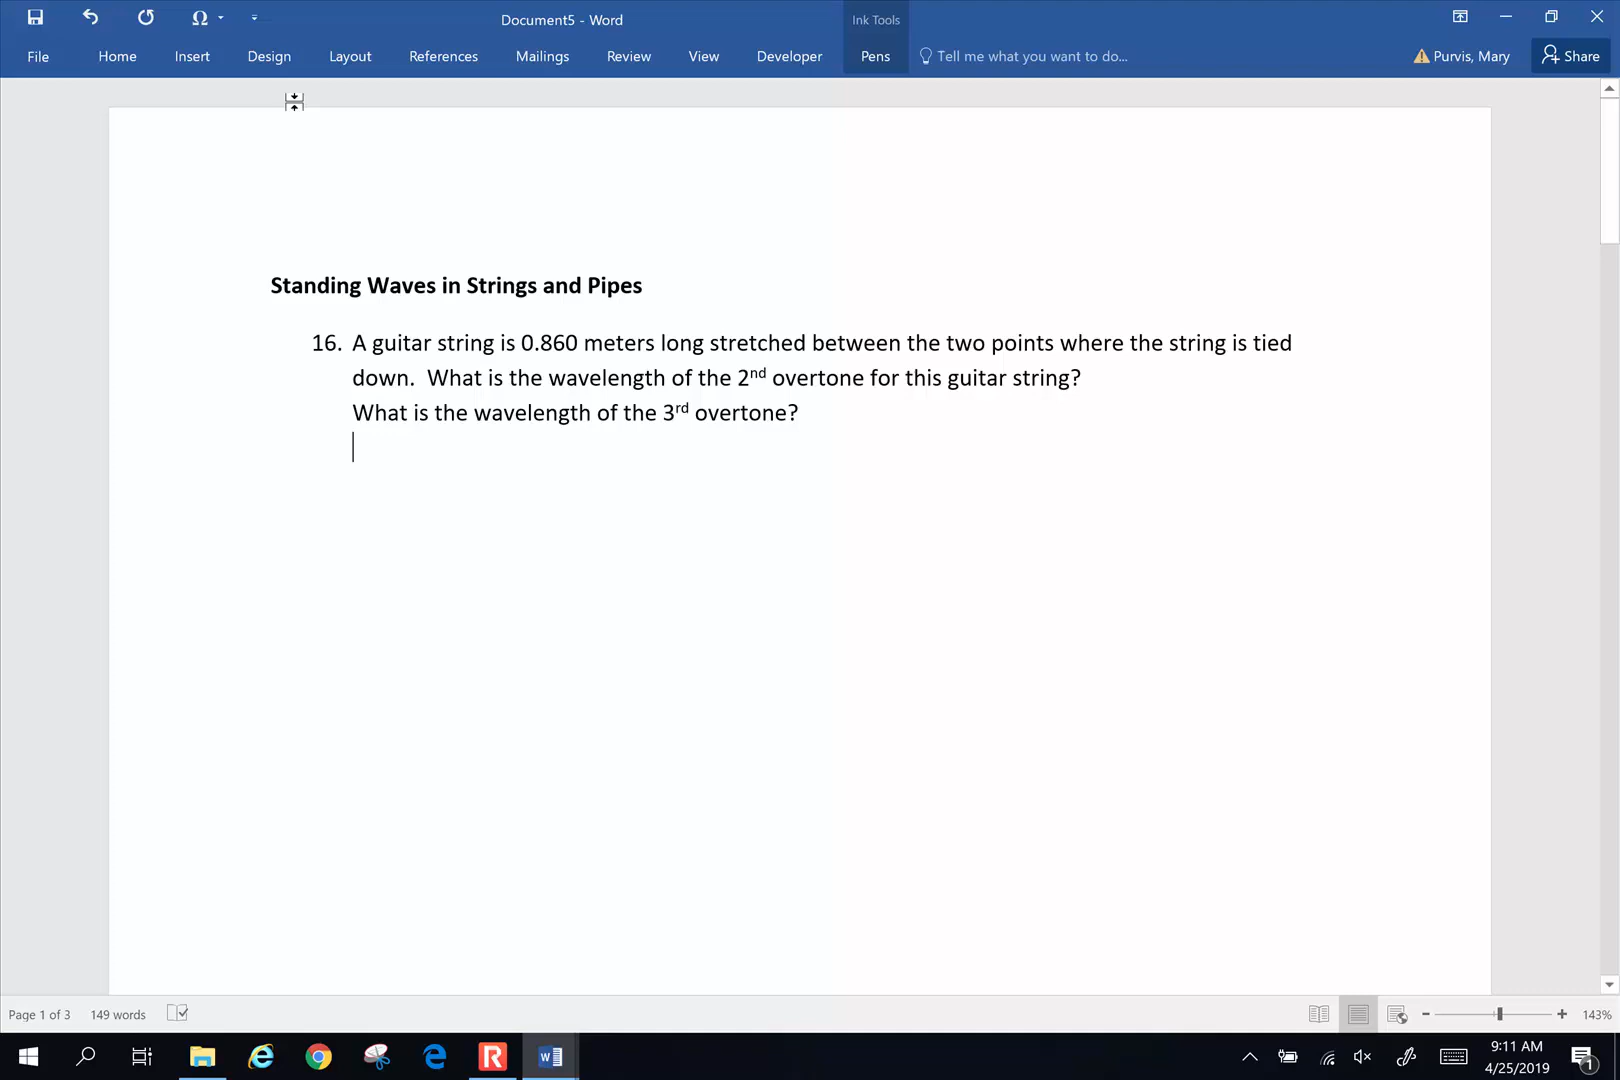 Document5 - Word
Ink Tools
File Home Insert Design Layout References Mailings Review View Developer Pens Tell me what you want to do... Purvis, Mary Share
Standing Waves in Strings and Pipes
16. A guitar string is 0.860 meters long stretched between the two points where the string is tied
down. What is the wavelength of the 2nd overtone for this guitar string?
What is the wavelength of the 3rd overtone?
Page 1 of 3 149 words 143%
9:11 AM
4/25/2019
1